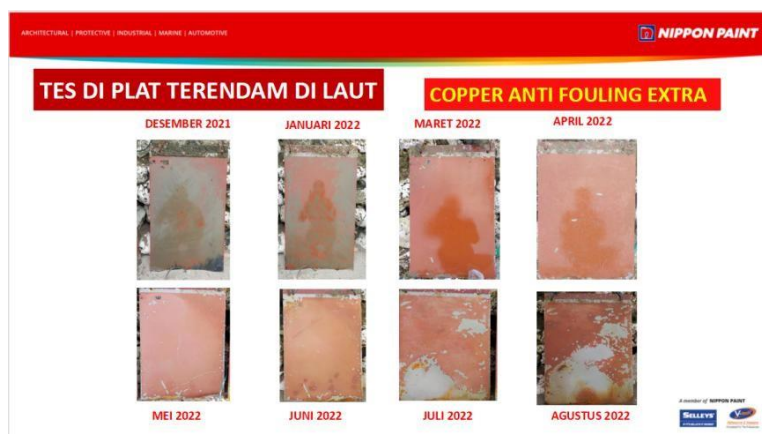 ARCHITECTURAL | PROTECTIVE | INDUSTRIAL | MARINE | AUTOMOTIVE
NIPPON PAINT
TES DI PLAT TERENDAM DI LAUT
COPPER ANTI FOULING EXTRA
DESEMBER 2021
JANUARI 2022
MARET 2022
APRIL 2022
MEI 2022
JUNI 2022
JULI 2022
AGUSTUS 2022
A member of NIPPON PAINT
SELLEYS